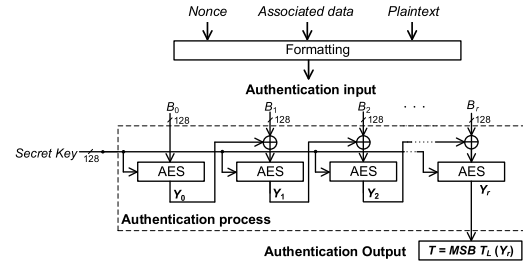 Nonce Associated data Plaintext
Formatting
Authentication input
B0 B1 B2 . . . Br
128 128 128 128
Secret Key 128
AES AES AES AES
Y0 Y1 Y2 Yr
Authentication process
Authentication Output T = MSB TL (Yr)